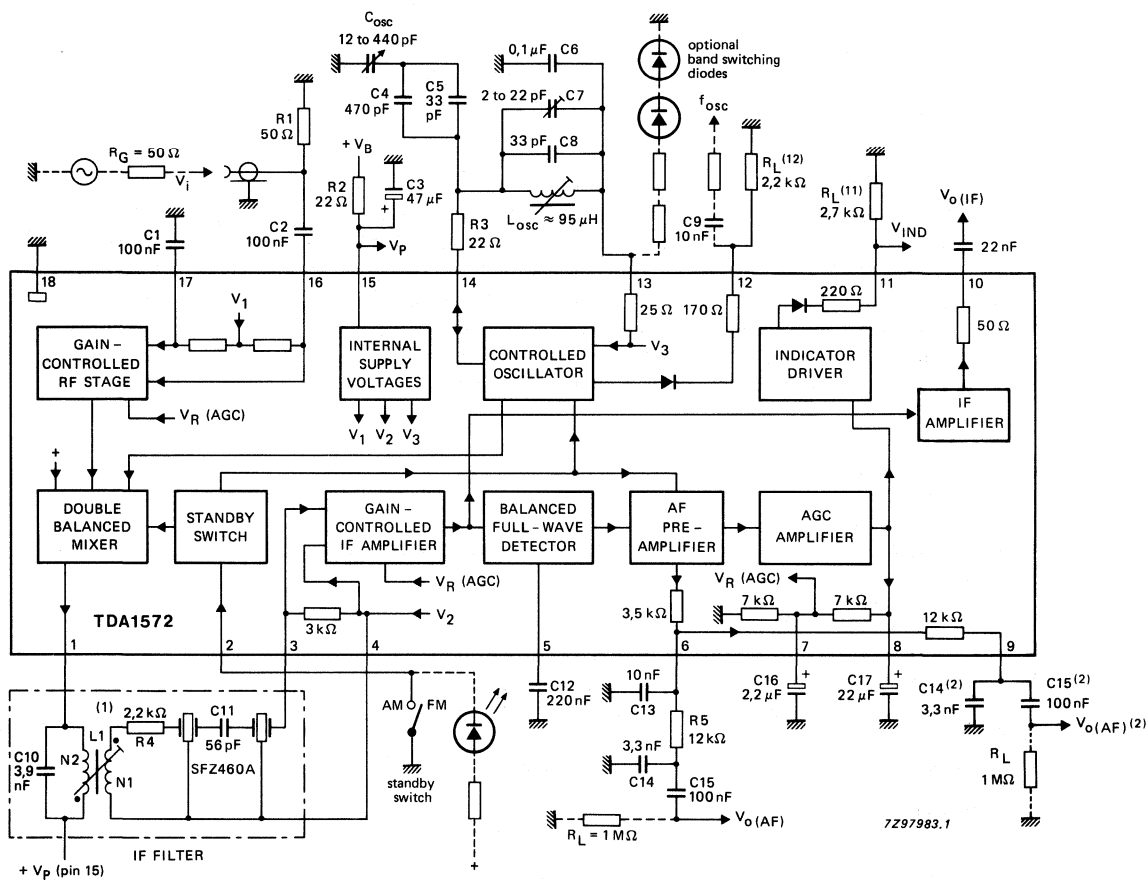 Cosc
12 to 440 pF
C4
470 pF
C5
33
pF
0,1 µF
C6
2 to 22 pF
C7
33 pF
C8
Losc ≈ 95 µH
optional
band switching
diodes
fosc
R1
50 Ω
RG = 50 Ω
Vi
+ VB
R2
22 Ω
C3
47 µF
VP
R3
22 Ω
C1
100 nF
C2
100 nF
C9
10 nF
RL(12)
2,2 kΩ
RL(11)
2,7 kΩ
VIND
Vo(IF)
22 nF
18
17
16
15
14
13
12
11
10
V1
25 Ω
170 Ω
220 Ω
50 Ω
GAIN-
CONTROLLED
RF STAGE
VR (AGC)
INTERNAL
SUPPLY
VOLTAGES
V1
V2
V3
CONTROLLED
OSCILLATOR
V3
INDICATOR
DRIVER
IF
AMPLIFIER
+
DOUBLE
BALANCED
MIXER
STANDBY
SWITCH
GAIN-
CONTROLLED
IF AMPLIFIER
VR (AGC)
BALANCED
FULL-WAVE
DETECTOR
AF
PRE-
AMPLIFIER
AGC
AMPLIFIER
VR (AGC)
7 kΩ
7 kΩ
3 kΩ
V2
3,5 kΩ
12 kΩ
TDA1572
1
2
3
4
5
6
7
8
9
(1)
C10
3,9
nF
N2
L1
N1
2,2 kΩ
R4
C11
56 pF
SFZ460A
IF FILTER
+ VP (pin 15)
AM
FM
standby
switch
+
C12
220 nF
10 nF
C13
R5
12 kΩ
3,3 nF
C14
C15
100 nF
RL = 1 MΩ
Vo(AF)
C16
2,2 µF
+
C17
22 µF
+
C14(2)
3,3 nF
C15(2)
100 nF
Vo(AF)(2)
RL
1 MΩ
7Z97983.1